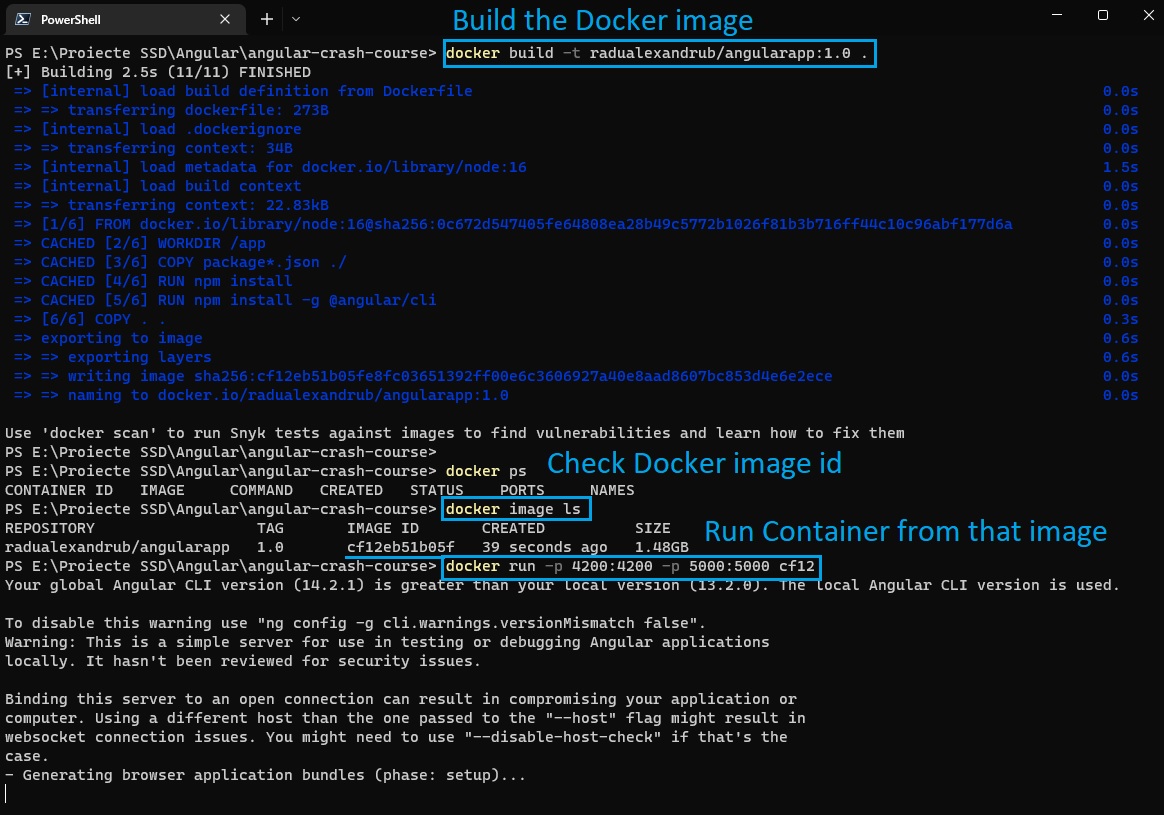 PowerShell
Build the Docker image
PS E:\Proiecte SSD\Angular\angular-crash-course> docker build -t radualexandrub/angularapp:1.0 .
[+] Building 2.5s (11/11) FINISHED
=> [internal] load build definition from Dockerfile 0.0s
=> => transferring dockerfile: 273B 0.0s
=> [internal] load .dockerignore 0.0s
=> => transferring context: 34B 0.0s
=> [internal] load metadata for docker.io/library/node:16 1.5s
=> [internal] load build context 0.0s
=> => transferring context: 22.83kB 0.0s
=> [1/6] FROM docker.io/library/node:16@sha256:0c672d547405fe64808ea28b49c5772b1026f81b3b716ff44c10c96abf177d6a 0.0s
=> CACHED [2/6] WORKDIR /app 0.0s
=> CACHED [3/6] COPY package*.json ./ 0.0s
=> CACHED [4/6] RUN npm install 0.0s
=> CACHED [5/6] RUN npm install -g @angular/cli 0.0s
=> [6/6] COPY . . 0.3s
=> exporting to image 0.6s
=> => exporting layers 0.6s
=> => writing image sha256:cf12eb51b05fe8fc03651392ff00e6c3606927a40e8aad8607bc853d4e6e2ece 0.0s
=> => naming to docker.io/radualexandrub/angularapp:1.0 0.0s
Use 'docker scan' to run Snyk tests against images to find vulnerabilities and learn how to fix them
PS E:\Proiecte SSD\Angular\angular-crash-course>
PS E:\Proiecte SSD\Angular\angular-crash-course> docker ps
Check Docker image id
CONTAINER ID IMAGE COMMAND CREATED STATUS PORTS NAMES
PS E:\Proiecte SSD\Angular\angular-crash-course> docker image ls
REPOSITORY TAG IMAGE ID CREATED SIZE
Run Container from that image
radualexandrub/angularapp 1.0 cf12eb51b05f 39 seconds ago 1.48GB
PS E:\Proiecte SSD\Angular\angular-crash-course> docker run -p 4200:4200 -p 5000:5000 cf12
Your global Angular CLI version (14.2.1) is greater than your local version (13.2.0). The local Angular CLI version is used.
To disable this warning use "ng config -g cli.warnings.versionMismatch false".
Warning: This is a simple server for use in testing or debugging Angular applications
locally. It hasn't been reviewed for security issues.
Binding this server to an open connection can result in compromising your application or
computer. Using a different host than the one passed to the "--host" flag might result in
websocket connection issues. You might need to use "--disable-host-check" if that's the
case.
- Generating browser application bundles (phase: setup)...